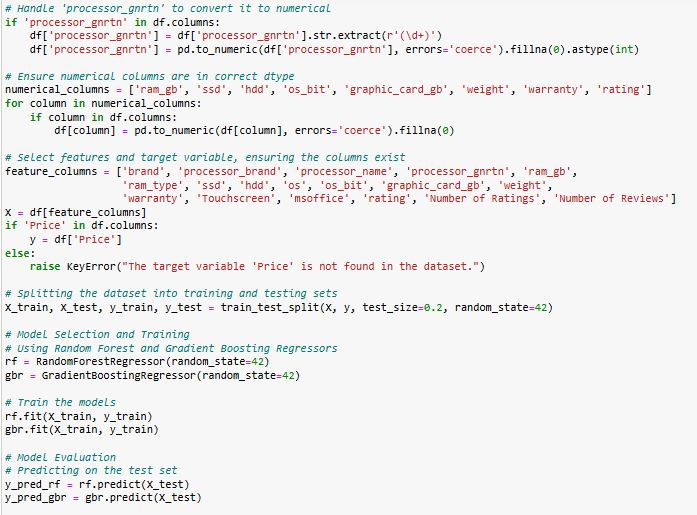 # Handle 'processor_gnrtn' to convert it to numerical
if 'processor_gnrtn' in df.columns:
    df['processor_gnrtn'] = df['processor_gnrtn'].str.extract(r'(\d+)')
    df['processor_gnrtn'] = pd.to_numeric(df['processor_gnrtn'], errors='coerce').fillna(0).astype(int)

# Ensure numerical columns are in correct dtype
numerical_columns = ['ram_gb', 'ssd', 'hdd', 'os_bit', 'graphic_card_gb', 'weight', 'warranty', 'rating']
for column in numerical_columns:
    if column in df.columns:
        df[column] = pd.to_numeric(df[column], errors='coerce').fillna(0)

# Select features and target variable, ensuring the columns exist
feature_columns = ['brand', 'processor_brand', 'processor_name', 'processor_gnrtn', 'ram_gb',
                   'ram_type', 'ssd', 'hdd', 'os', 'os_bit', 'graphic_card_gb', 'weight',
                   'warranty', 'Touchscreen', 'msoffice', 'rating', 'Number of Ratings', 'Number of Reviews']
X = df[feature_columns]
if 'Price' in df.columns:
    y = df['Price']
else:
    raise KeyError("The target variable 'Price' is not found in the dataset.")

# Splitting the dataset into training and testing sets
X_train, X_test, y_train, y_test = train_test_split(X, y, test_size=0.2, random_state=42)

# Model Selection and Training
# Using Random Forest and Gradient Boosting Regressors
rf = RandomForestRegressor(random_state=42)
gbr = GradientBoostingRegressor(random_state=42)

# Train the models
rf.fit(X_train, y_train)
gbr.fit(X_train, y_train)

# Model Evaluation
# Predicting on the test set
y_pred_rf = rf.predict(X_test)
y_pred_gbr = gbr.predict(X_test)